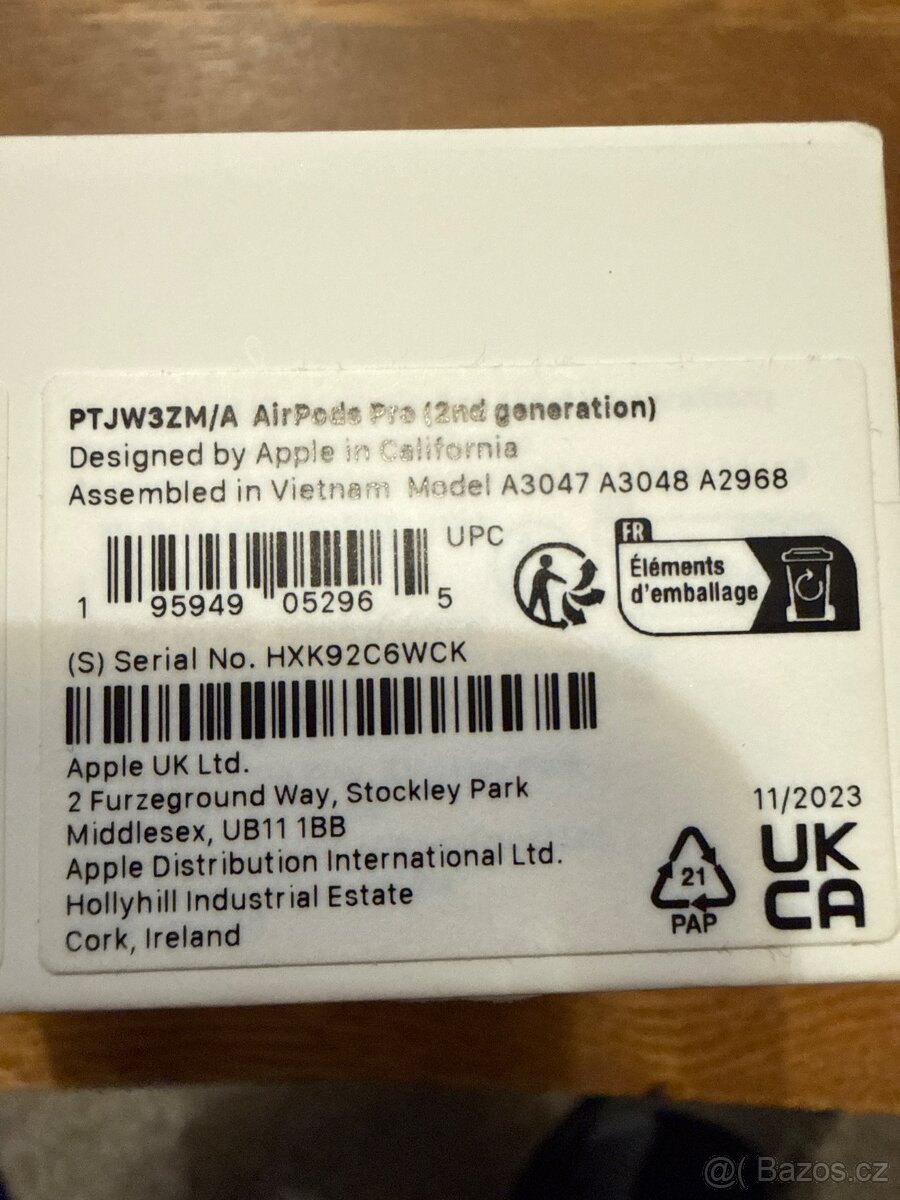 PTJW3ZM/A AirPods Pro (2nd generation)
Designed by Apple in California
Assembled in Vietnam Model A3047 A3048 A2968
UPC
1 95949 05296 5
FR
Éléments
d'emballage
(S) Serial No. HXK92C6WCK
Apple UK Ltd.
2 Furzeground Way, Stockley Park
Middlesex, UB11 1BB
Apple Distribution International Ltd.
Hollyhill Industrial Estate
Cork, Ireland
11/2023
UK
CA
21
PAP
@( Bazos.cz